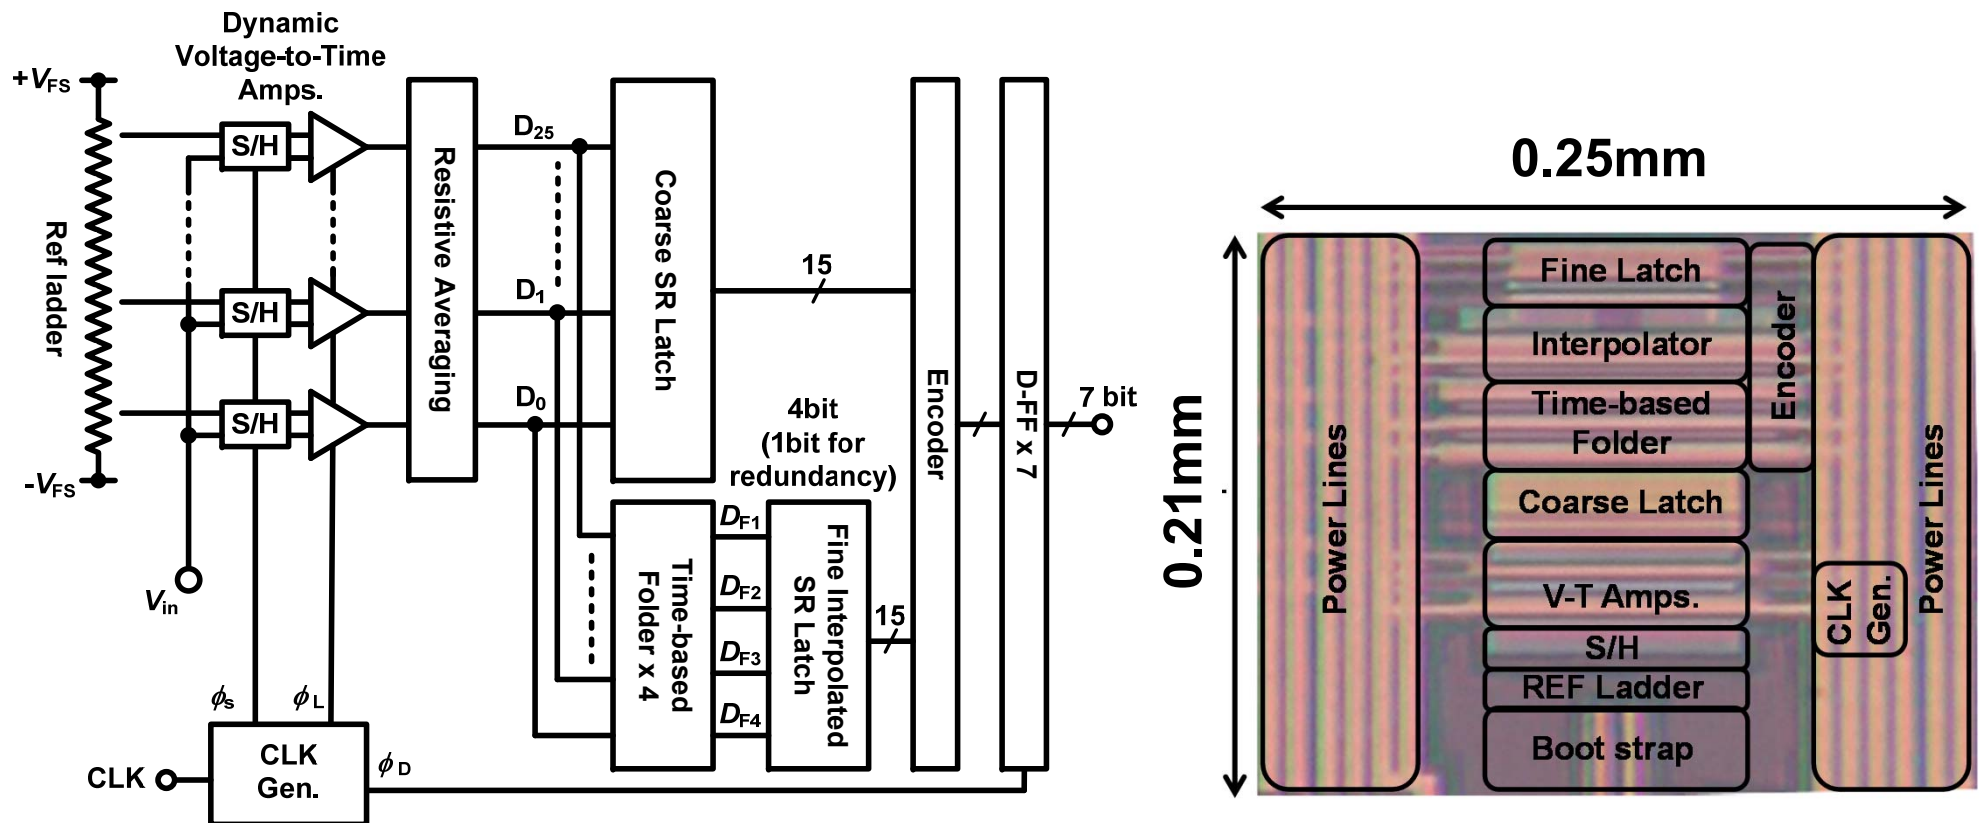 Dynamic
Voltage-to-Time
Amps.
+VFS
S/H
D25
Ref ladder
Resistive Averaging
Coarse SR Latch
15
S/H
D1
S/H
D0
4bit
(1bit for
redundancy)
Encoder
D-FF x 7
7 bit
-VFS
Vin
Time-based
Folder x 4
DF1
DF2
DF3
DF4
Fine Interpolated
SR Latch
15
ϕs
ϕL
CLK
CLK
Gen.
ϕD
0.25mm
0.21mm
Power Lines
Fine Latch
Interpolator
Time-based
Folder
Encoder
Coarse Latch
V-T Amps.
S/H
REF Ladder
Boot strap
CLK
Gen.
Power Lines